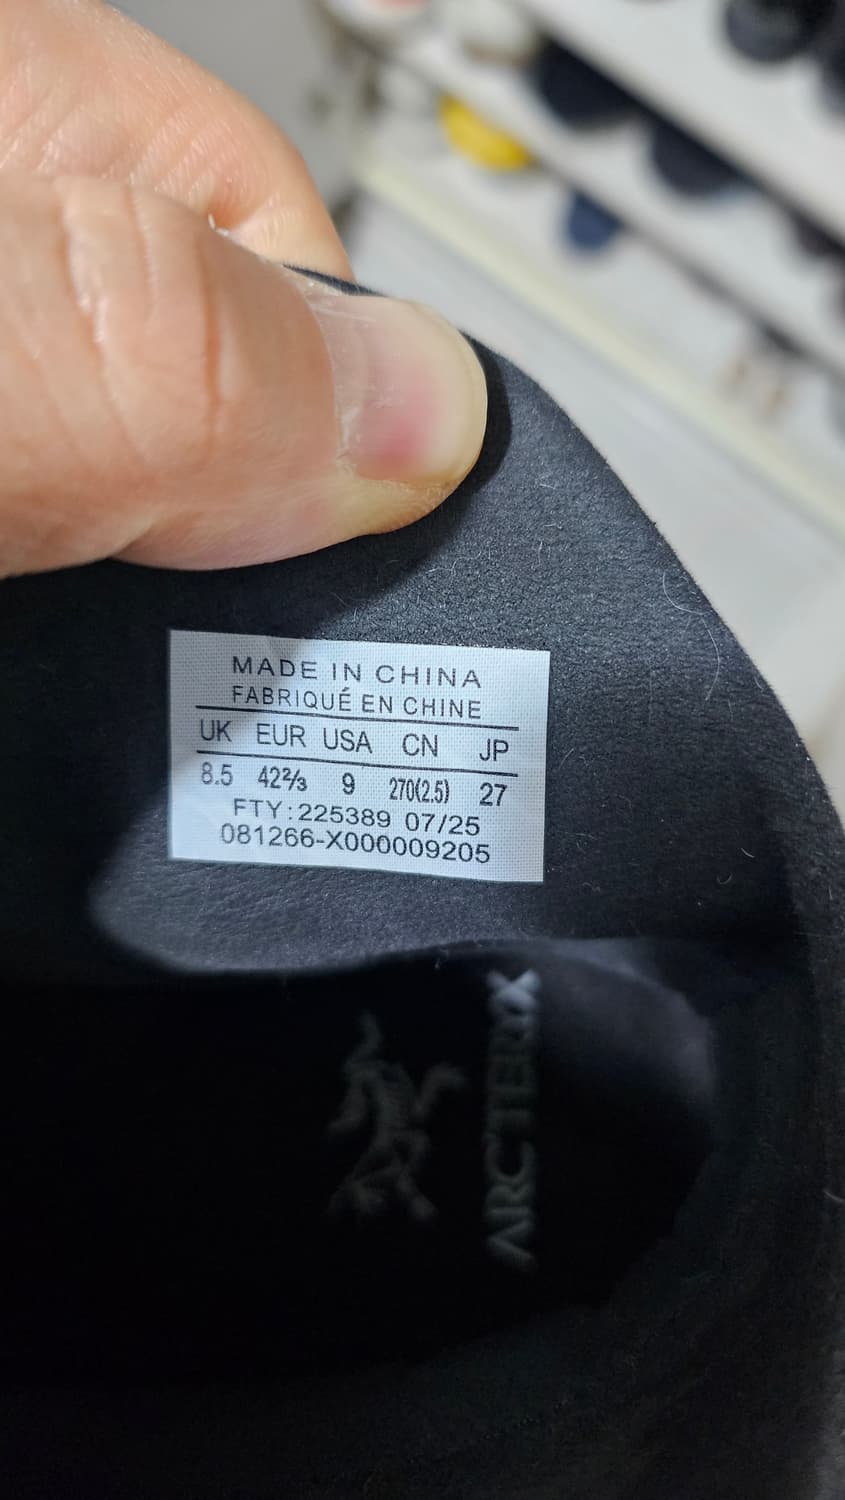 MADE IN CHINA
FABRIQUÉ EN CHINE
UK EUR USA CN JP
8.5 42⅔ 9 270(2.5) 27
FTY:225389 07/25
081266-X000009205
ARC'TERYX